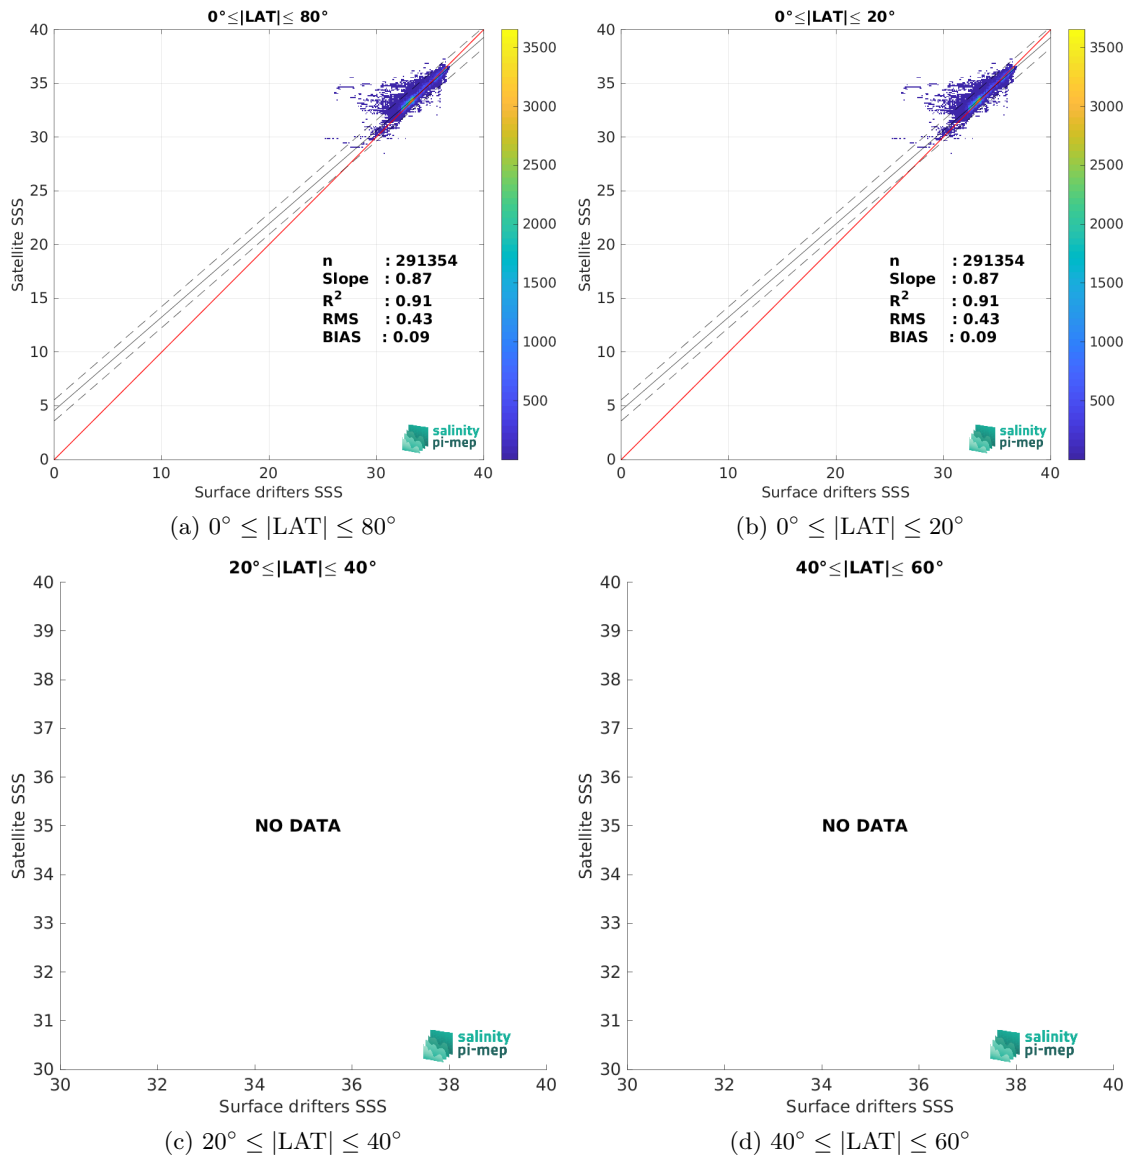 0°≤|LAT|≤ 80°
40
35
30
25
20
15
10
5
0
Satellite SSS
0
10
20
30
40
Surface drifters SSS
3500
3000
2500
2000
1500
1000
500
n : 291354
Slope : 0.87
R² : 0.91
RMS : 0.43
BIAS : 0.09
salinity
pi-mep
(a) 0° ≤ |LAT| ≤ 80°
0°≤|LAT|≤ 20°
40
35
30
25
20
15
10
5
0
Satellite SSS
0
10
20
30
40
Surface drifters SSS
3500
3000
2500
2000
1500
1000
500
n : 291354
Slope : 0.87
R² : 0.91
RMS : 0.43
BIAS : 0.09
salinity
pi-mep
(b) 0° ≤ |LAT| ≤ 20°
20°≤|LAT|≤ 40°
40
39
38
37
36
35
34
33
32
31
30
Satellite SSS
NO DATA
30
32
34
36
38
40
Surface drifters SSS
salinity
pi-mep
(c) 20° ≤ |LAT| ≤ 40°
40°≤|LAT|≤ 60°
40
39
38
37
36
35
34
33
32
31
30
Satellite SSS
NO DATA
30
32
34
36
38
40
Surface drifters SSS
salinity
pi-mep
(d) 40° ≤ |LAT| ≤ 60°